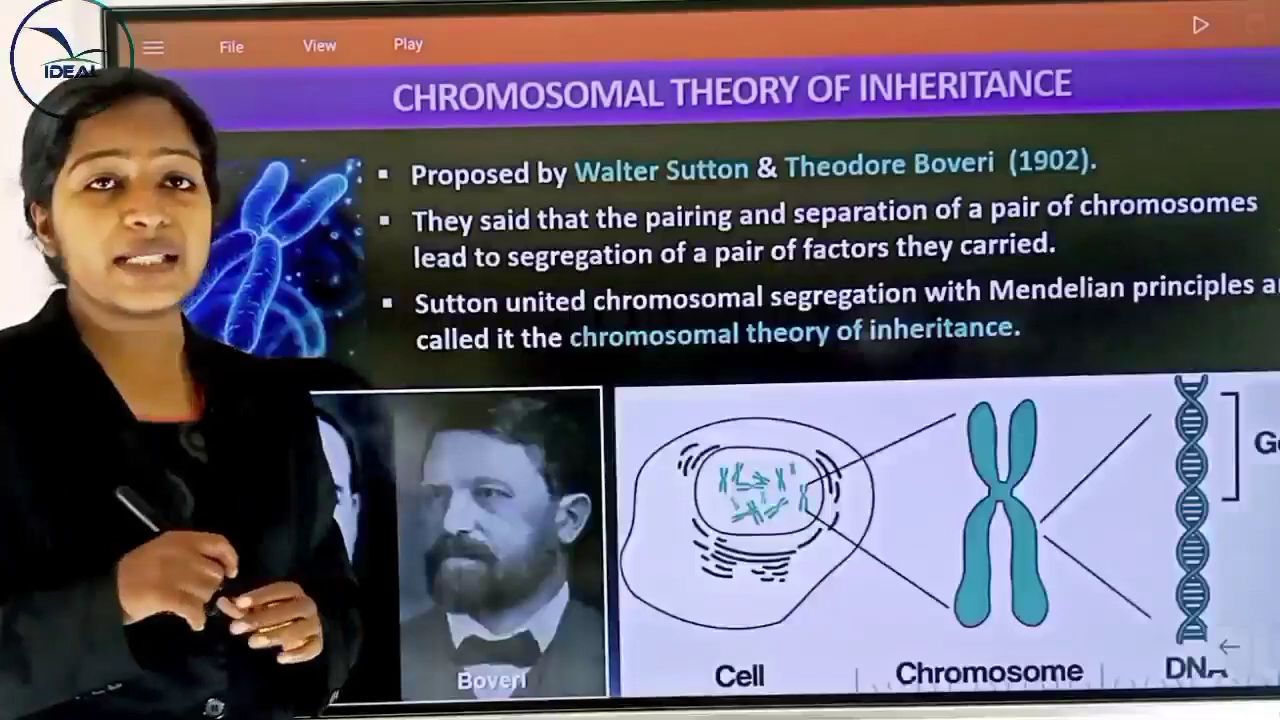 IDEAL
File View Play
CHROMOSOMAL THEORY OF INHERITANCE
Proposed by Walter Sutton & Theodore Boveri (1902).
They said that the pairing and separation of a pair of chromosomes
lead to segregation of a pair of factors they carried.
Sutton united chromosomal segregation with Mendelian principles
called it the chromosomal theory of inheritance.
Boveri
Cell
Chromosome
DNA